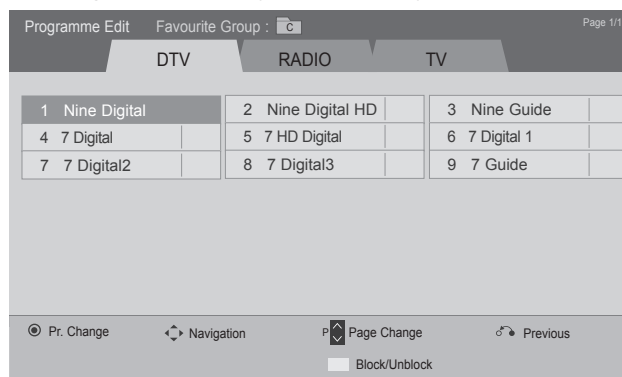 Programme Edit Favourite Group : C Page 1/1
DTV RADIO TV
1 Nine Digital 2 Nine Digital HD 3 Nine Guide
4 7 Digital 5 7 HD Digital 6 7 Digital 1
7 7 Digital2 8 7 Digital3 9 7 Guide
Pr. Change Navigation P Page Change Previous
Block/Unblock